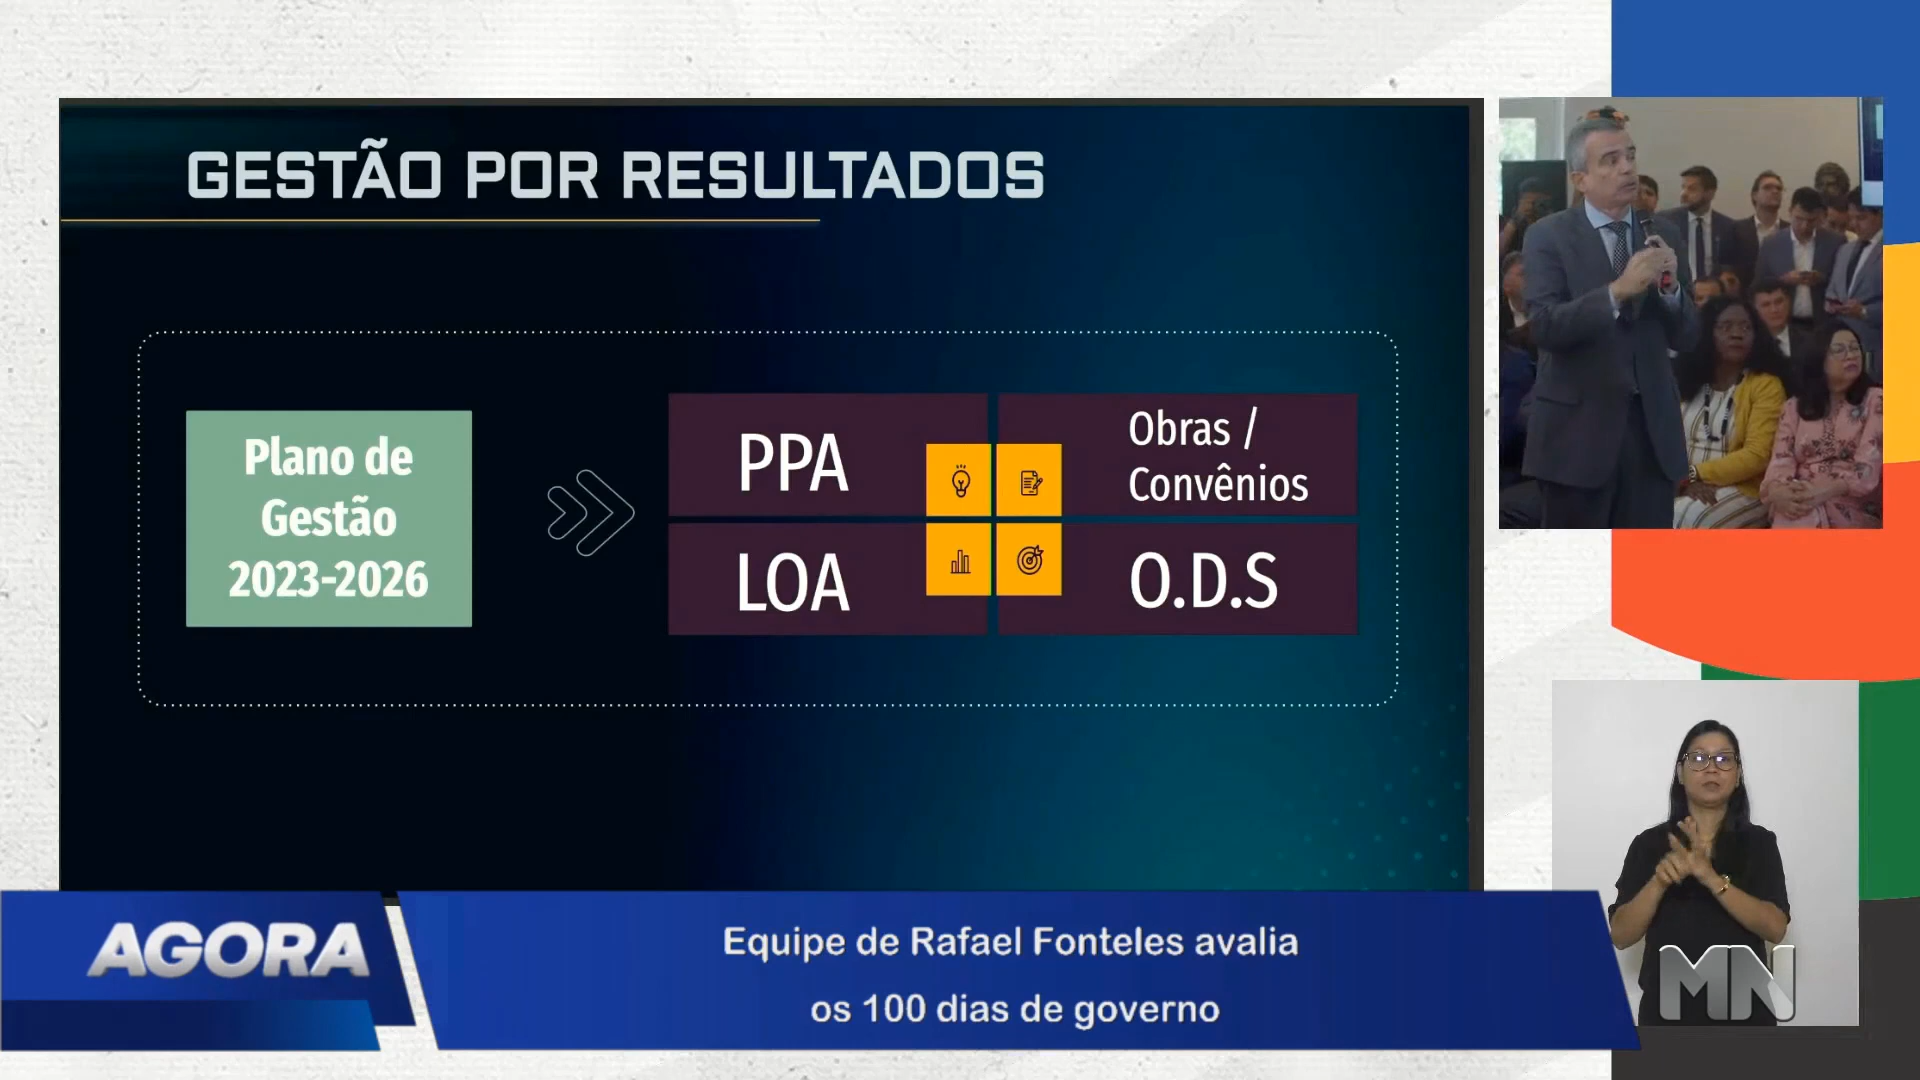 GESTÃO POR RESULTADOS
Plano de
Gestão
2023-2026
PPA
Obras /
Convênios
LOA
O.D.S
AGORA
Equipe de Rafael Fonteles avalia
os 100 dias de governo
MN